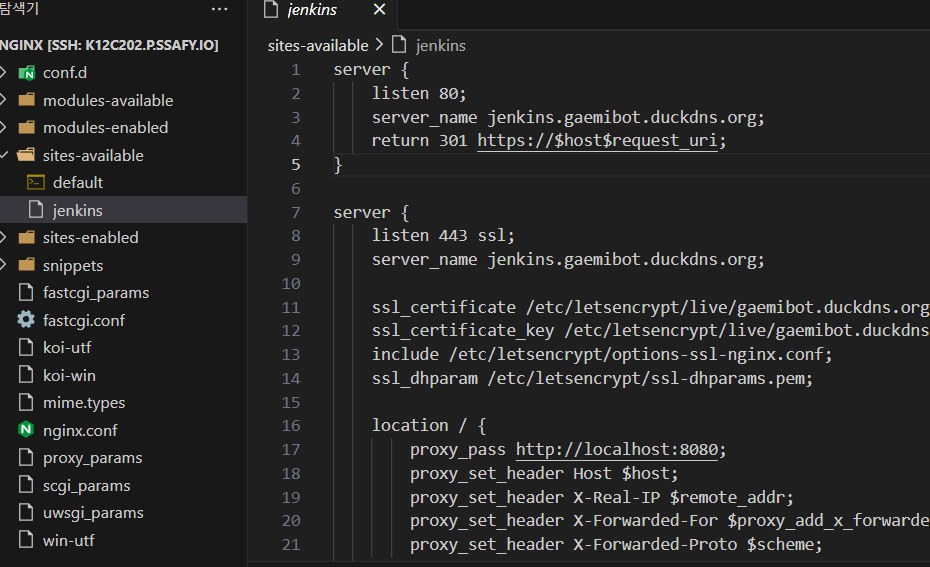 탐색기 ···
NGINX [SSH: K12C202.P.SSAFY.IO]
conf.d
modules-available
modules-enabled
sites-available
default
jenkins
sites-enabled
snippets
fastcgi_params
fastcgi.conf
koi-utf
koi-win
mime.types
nginx.conf
proxy_params
scgi_params
uwsgi_params
win-utf
jenkins ×
sites-available > jenkins
1 server {
2 listen 80;
3 server_name jenkins.gaemibot.duckdns.org;
4 return 301 https://$host$request_uri;
5 }
6
7 server {
8 listen 443 ssl;
9 server_name jenkins.gaemibot.duckdns.org;
10
11 ssl_certificate /etc/letsencrypt/live/gaemibot.duckdns.org
12 ssl_certificate_key /etc/letsencrypt/live/gaemibot.duckdns
13 include /etc/letsencrypt/options-ssl-nginx.conf;
14 ssl_dhparam /etc/letsencrypt/ssl-dhparams.pem;
15
16 location / {
17 proxy_pass http://localhost:8080;
18 proxy_set_header Host $host;
19 proxy_set_header X-Real-IP $remote_addr;
20 proxy_set_header X-Forwarded-For $proxy_add_x_forwarde
21 proxy_set_header X-Forwarded-Proto $scheme;